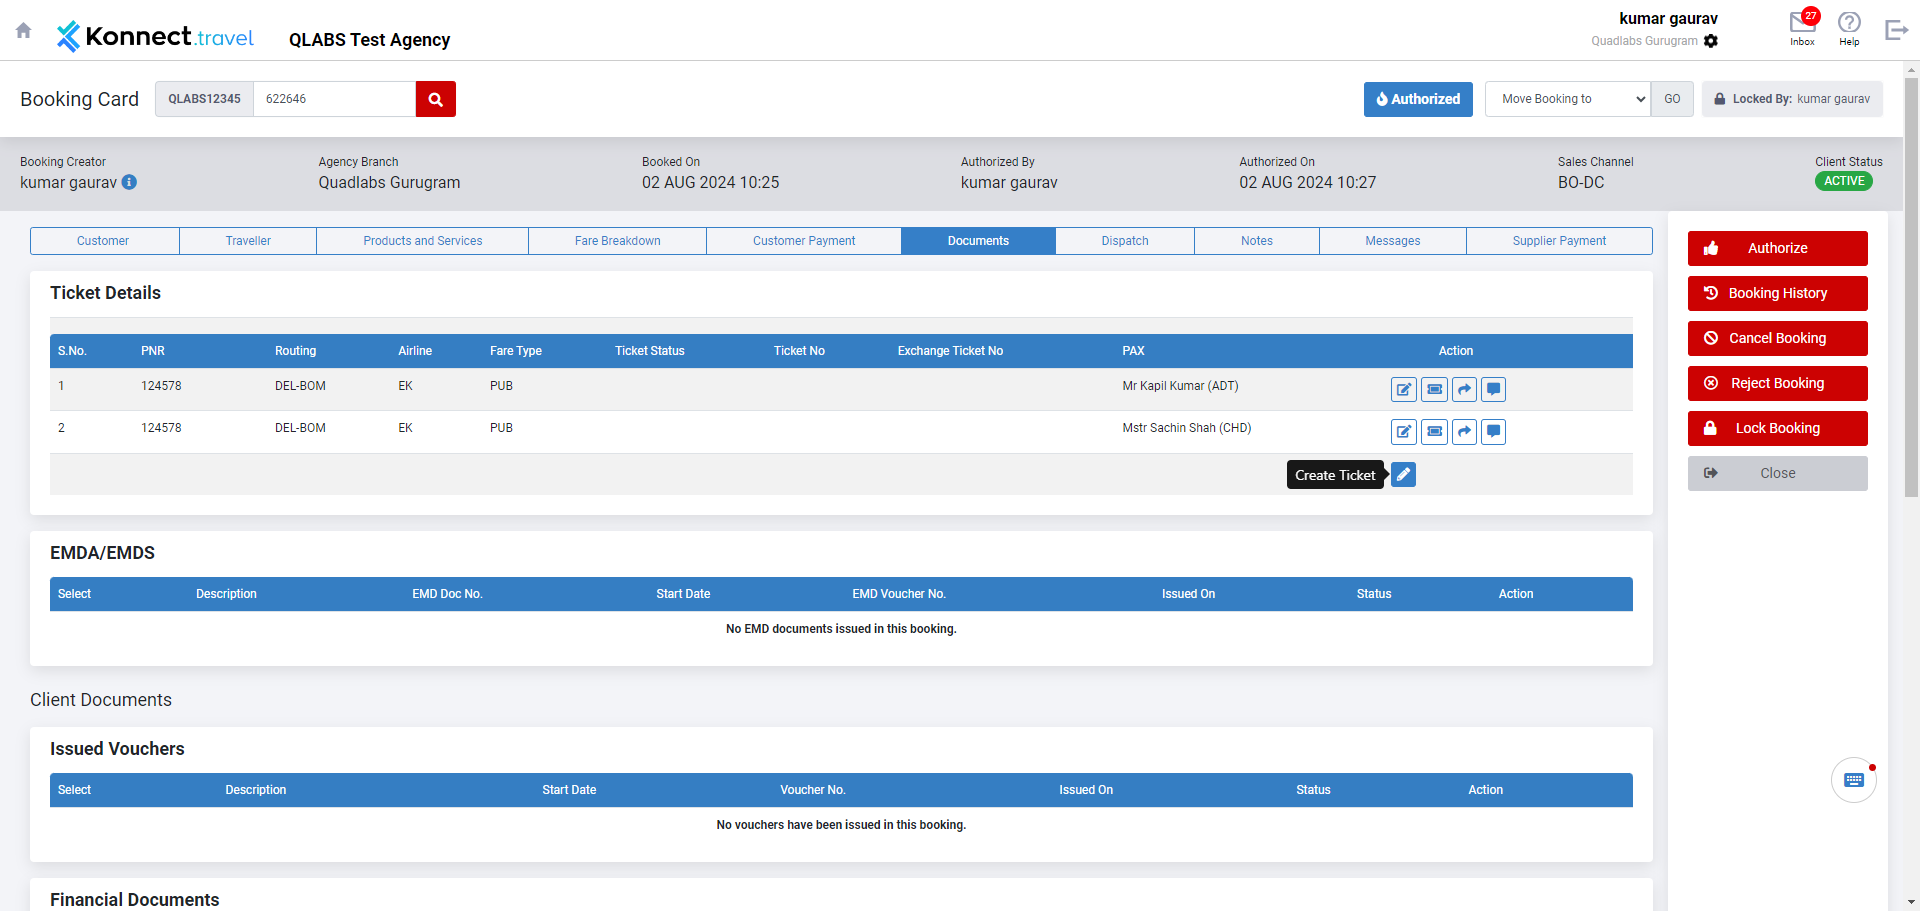 Konnect.travel QLABS Test Agency
kumar gaurav
Quadlabs Gurugram
27
Inbox
Help
Booking Card
QLABS12345 622646
Authorized
Move Booking to GO
Locked By: kumar gaurav
Booking Creator Agency Branch Booked On Authorized By Authorized On Sales Channel Client Status
kumar gaurav Quadlabs Gurugram 02 AUG 2024 10:25 kumar gaurav 02 AUG 2024 10:27 BO-DC ACTIVE
Customer Traveller Products and Services Fare Breakdown Customer Payment Documents Dispatch Notes Messages Supplier Payment
Ticket Details
S.No. PNR Routing Airline Fare Type Ticket Status Ticket No Exchange Ticket No PAX Action
1 124578 DEL-BOM EK PUB Mr Kapil Kumar (ADT)
2 124578 DEL-BOM EK PUB Mstr Sachin Shah (CHD)
Create Ticket
EMDA/EMDS
Select Description EMD Doc No. Start Date EMD Voucher No. Issued On Status Action
No EMD documents issued in this booking.
Client Documents
Issued Vouchers
Select Description Start Date Voucher No. Issued On Status Action
No vouchers have been issued in this booking.
Financial Documents
Authorize
Booking History
Cancel Booking
Reject Booking
Lock Booking
Close